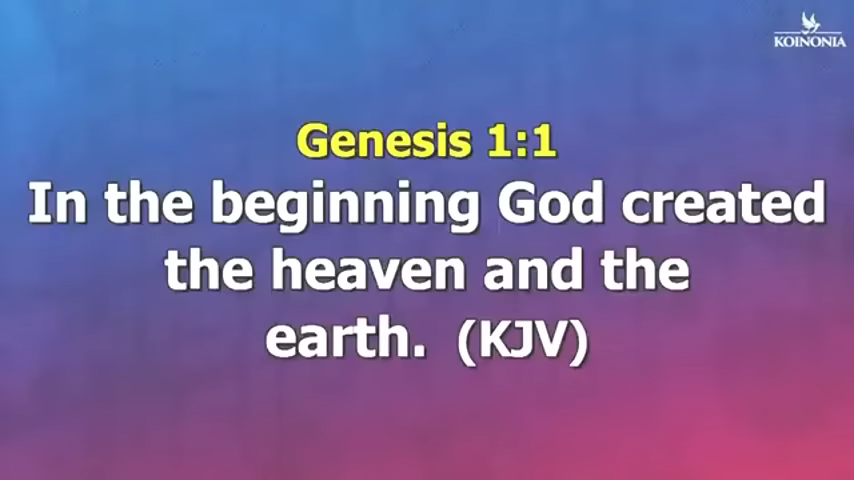 KOINONIA
Genesis 1:1
In the beginning God created
the heaven and the
earth. (KJV)